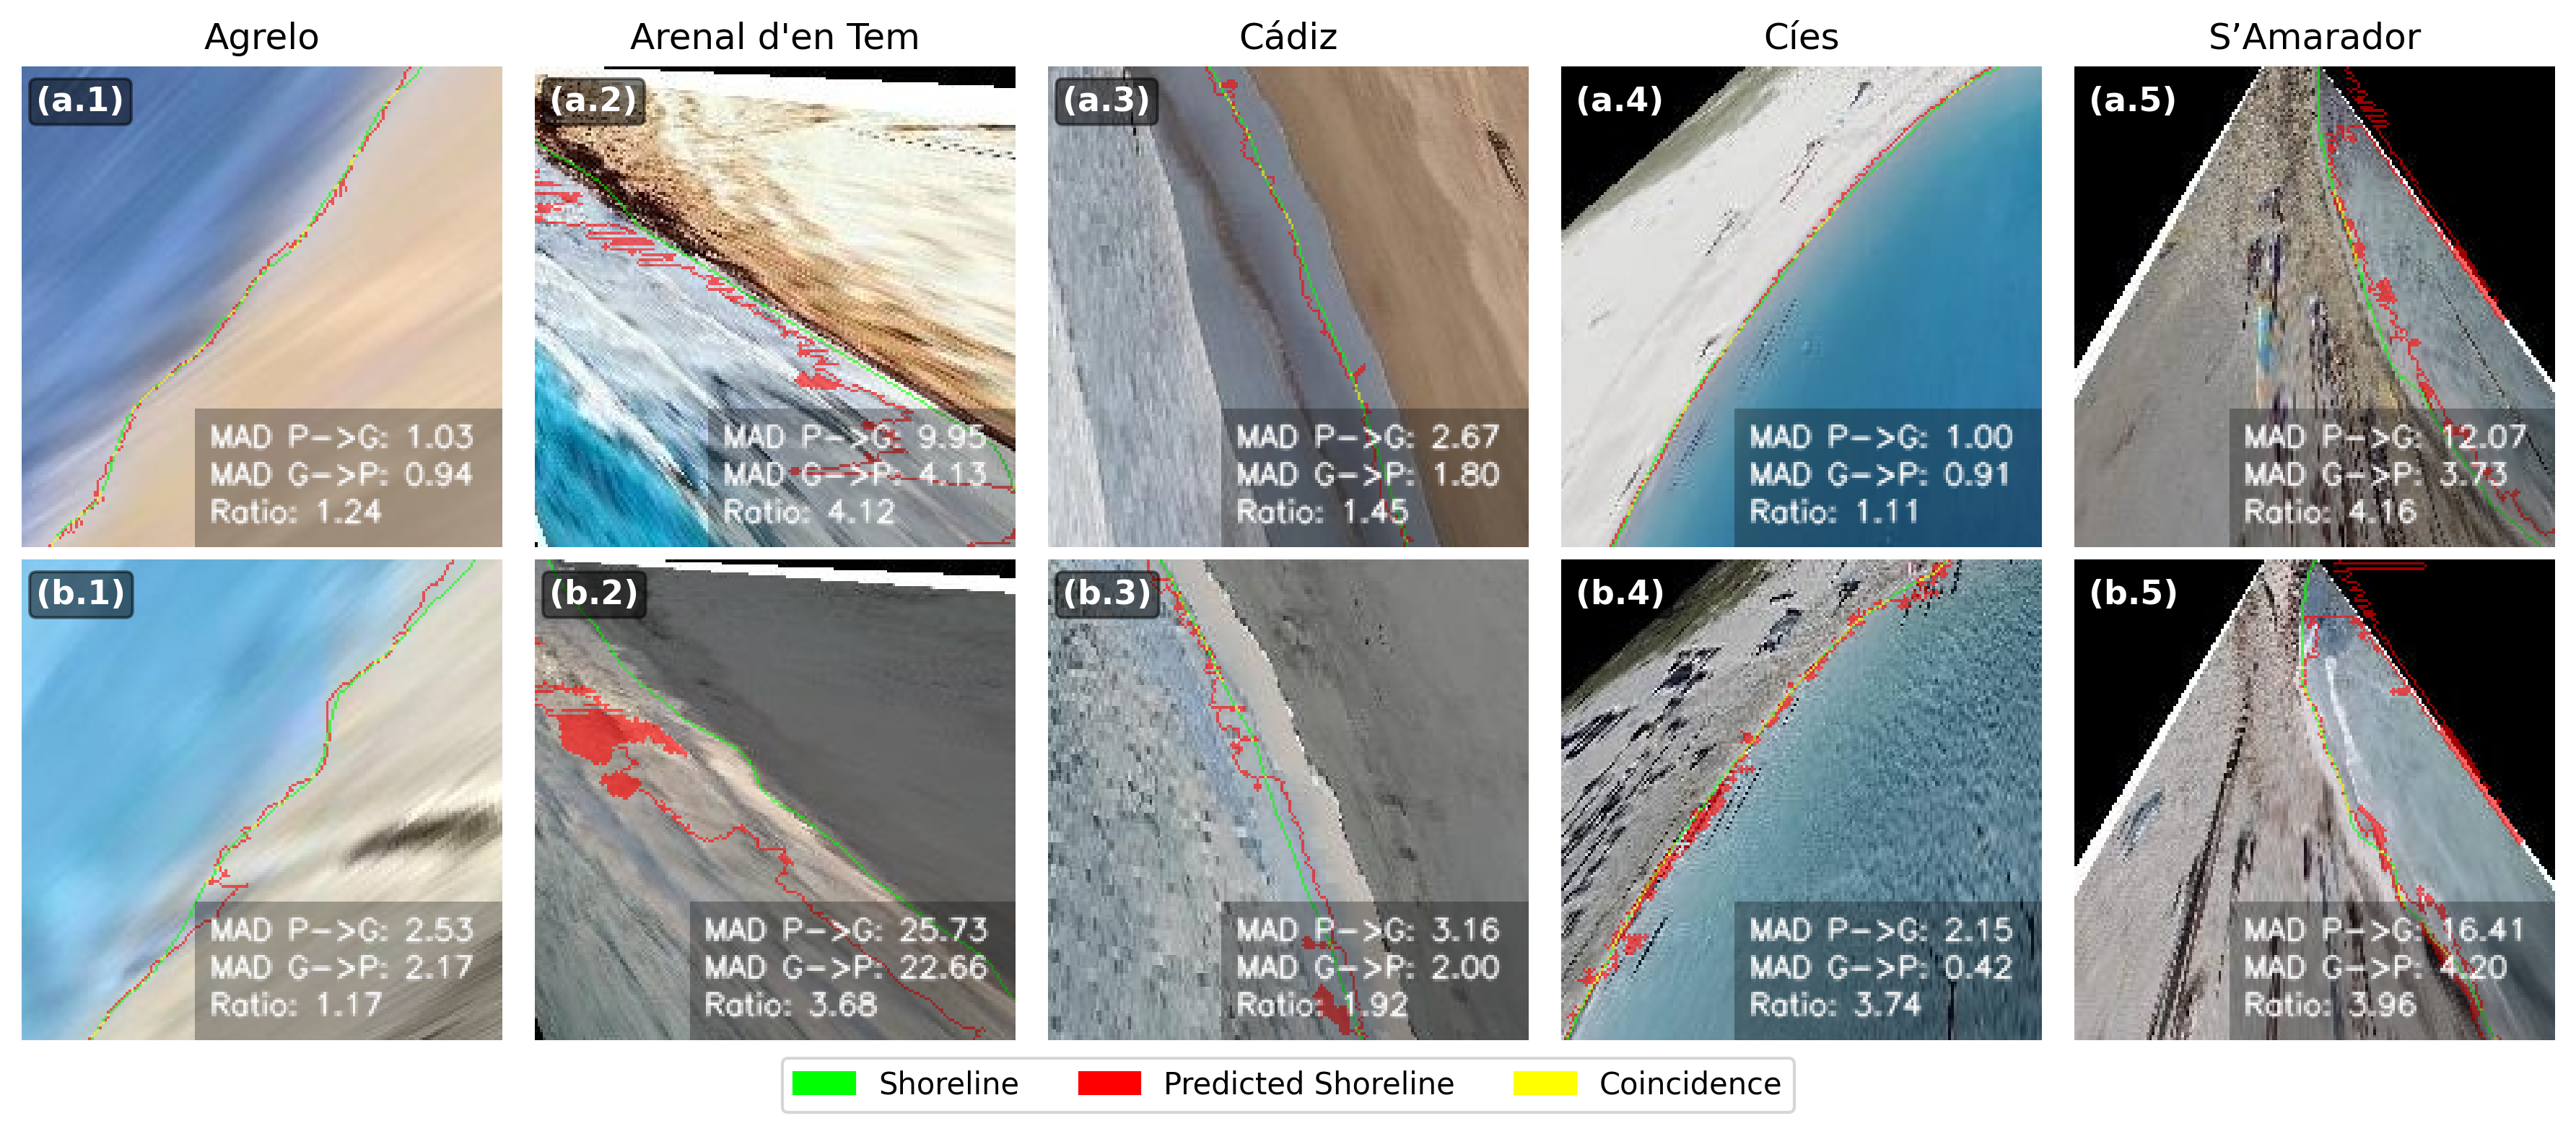 Agrelo
Arenal d'en Tem
Cádiz
Cíes
S’Amarador
(a.1)
MAD P->G: 1.03
MAD G->P: 0.94
Ratio: 1.24
(a.2)
MAD P->G: 9.95
MAD G->P: 4.13
Ratio: 4.12
(a.3)
MAD P->G: 2.67
MAD G->P: 1.80
Ratio: 1.45
(a.4)
MAD P->G: 1.00
MAD G->P: 0.91
Ratio: 1.11
(a.5)
MAD P->G: 12.07
MAD G->P: 3.73
Ratio: 4.16
(b.1)
MAD P->G: 2.53
MAD G->P: 2.17
Ratio: 1.17
(b.2)
MAD P->G: 25.73
MAD G->P: 22.66
Ratio: 3.68
(b.3)
MAD P->G: 3.16
MAD G->P: 2.00
Ratio: 1.92
(b.4)
MAD P->G: 2.15
MAD G->P: 0.42
Ratio: 3.74
(b.5)
MAD P->G: 16.41
MAD G->P: 4.20
Ratio: 3.96
Shoreline
Predicted Shoreline
Coincidence